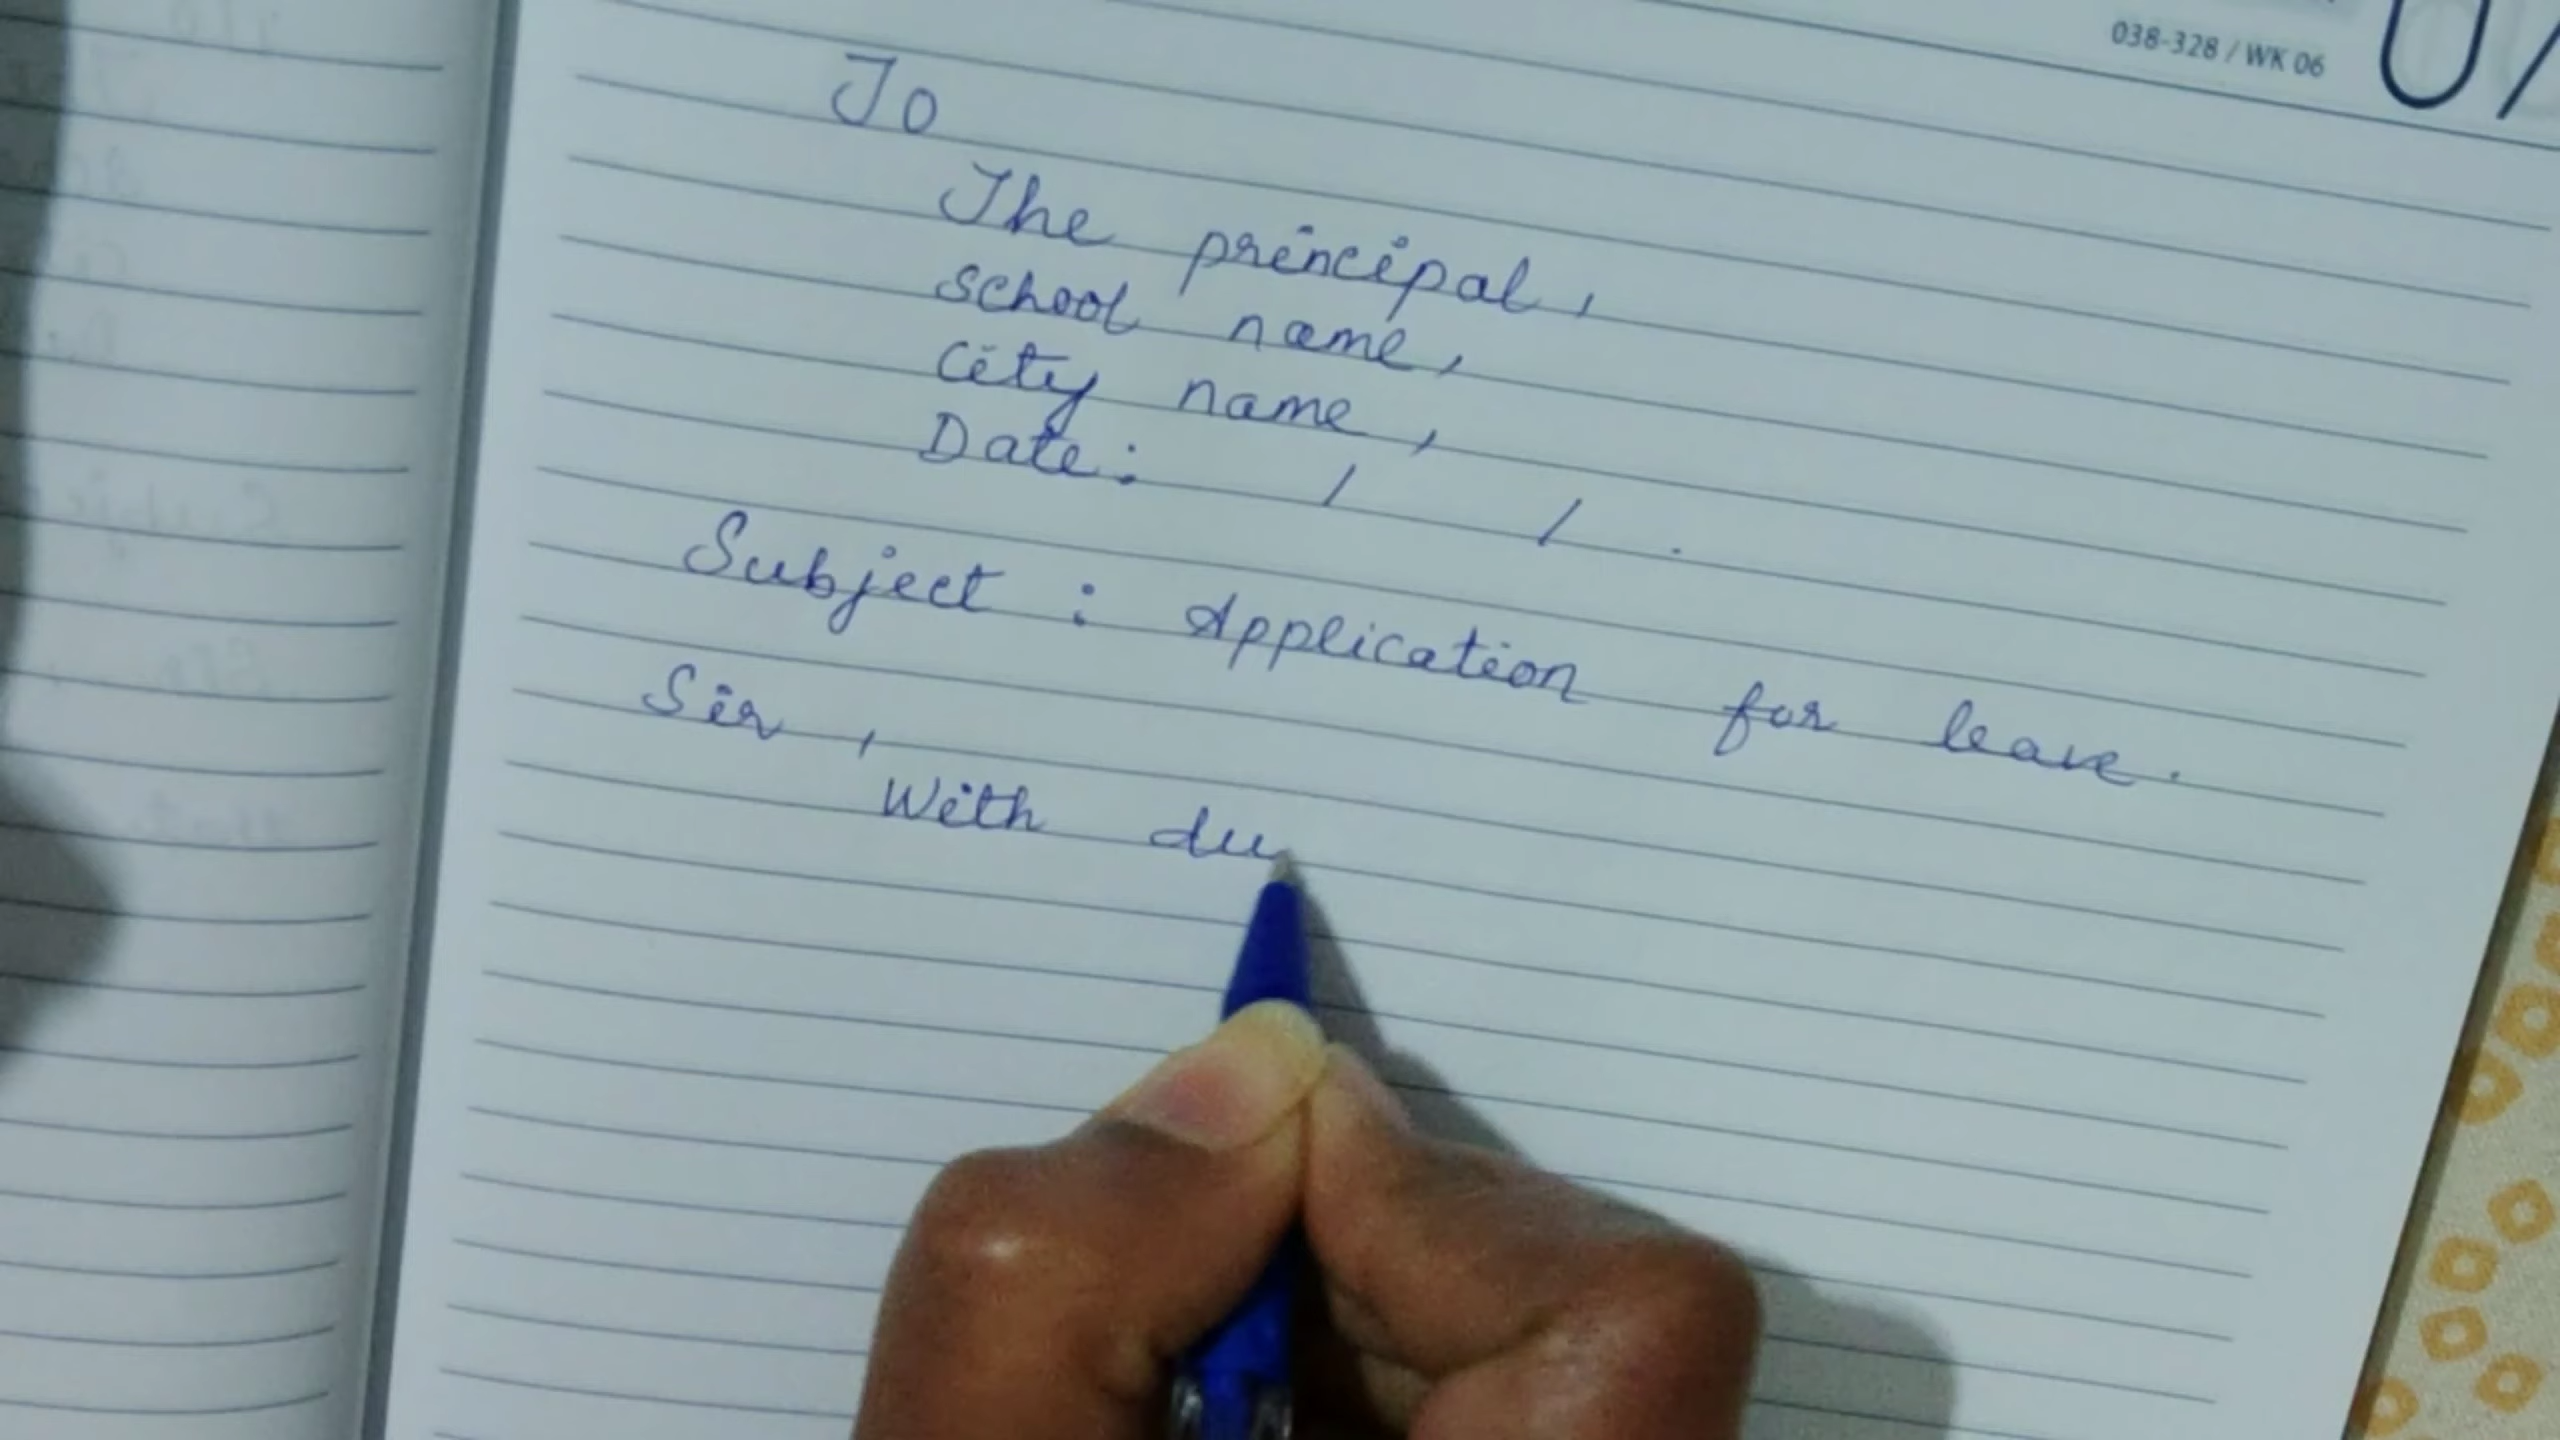 038-328 / WK 06
To
The principal,
school name,
City name,
Date: / / .
Subject : Application for leave.
Sir ,
With du